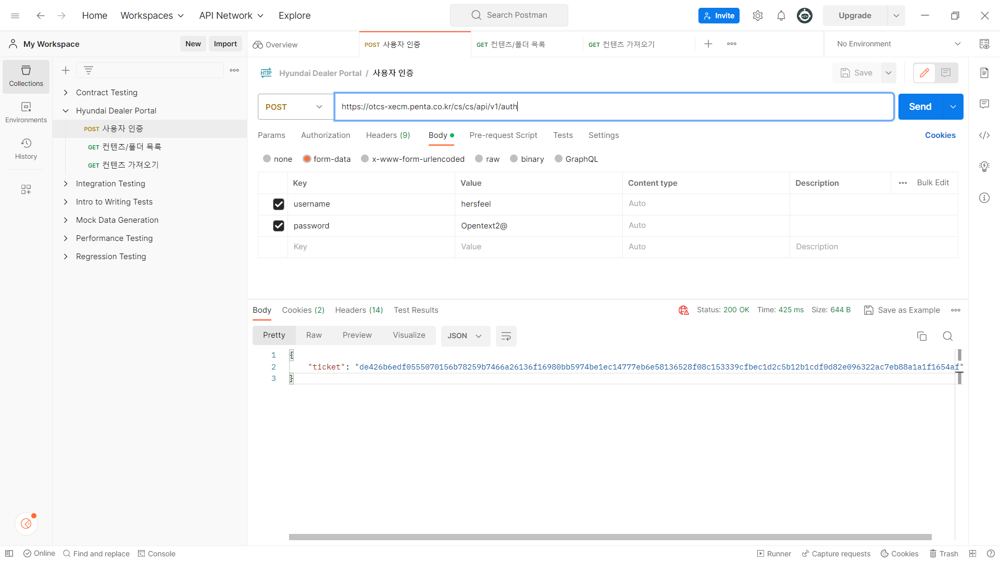 Home Workspaces API Network Explore Search Postman Invite Upgrade
My Workspace New Import Overview POST 사용자 인증 GET 컨텐츠/폴더 목록 GET 컨텐츠 가져오기 No Environment
Collections
Environments
History
Contract Testing
Hyundai Dealer Portal
POST 사용자 인증
GET 컨텐츠/폴더 목록
GET 컨텐츠 가져오기
Integration Testing
Intro to Writing Tests
Mock Data Generation
Performance Testing
Regression Testing
HTTP Hyundai Dealer Portal / 사용자 인증 Save
POST https://otcs-xecm.penta.co.kr/cs/cs/api/v1/auth Send
Params Authorization Headers (9) Body Pre-request Script Tests Settings Cookies
none form-data x-www-form-urlencoded raw binary GraphQL
Key Value Content type Description Bulk Edit
username hersfeel Auto
password Opentext2@ Auto
Key Value Auto Description
Body Cookies (2) Headers (14) Test Results Status: 200 OK Time: 425 ms Size: 644 B Save as Example
Pretty Raw Preview Visualize JSON
1 {
2 "ticket": "de426b6edf0555070156b78259b7466a26136f16980bb5974be1ec14777eb6e58136528f08c153339cfbec1d2c5b12b1cdf0d82e096322ac7eb88a1a1f1654af"
3 }
Online Find and replace Console Runner Capture requests Cookies Trash